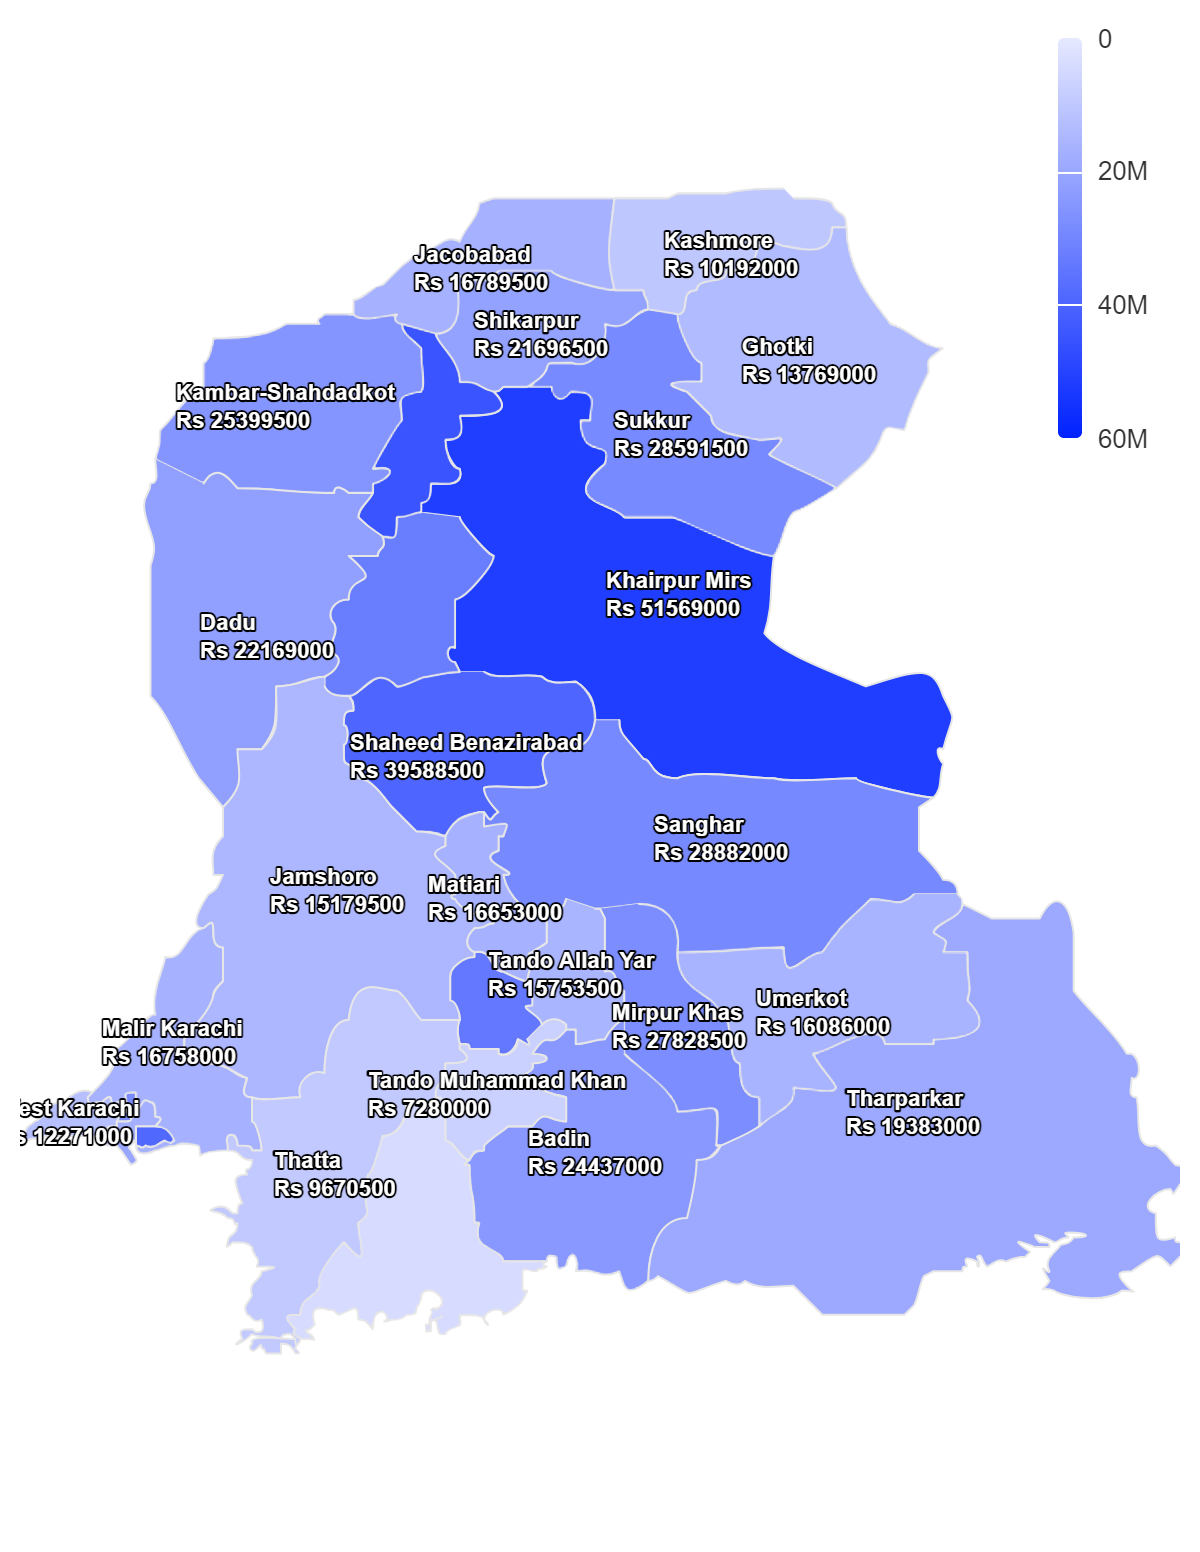 0
20M
40M
60M
Kashmore
Rs 10192000
Jacobabad
Rs 16789500
Shikarpur
Rs 21696500
Ghotki
Rs 13769000
Kambar-Shahdadkot
Rs 25399500
Sukkur
Rs 28591500
Khairpur Mirs
Rs 51569000
Dadu
Rs 22169000
Shaheed Benazirabad
Rs 39588500
Sanghar
Rs 28882000
Jamshoro
Rs 15179500
Matiari
Rs 16653000
Tando Allah Yar
Rs 15753500
Umerkot
Rs 16086000
Mirpur Khas
Rs 27828500
Malir Karachi
Rs 16758000
Tando Muhammad Khan
Rs 7280000
Tharparkar
Rs 19383000
est Karachi
s 12271000
Badin
Rs 24437000
Thatta
Rs 9670500